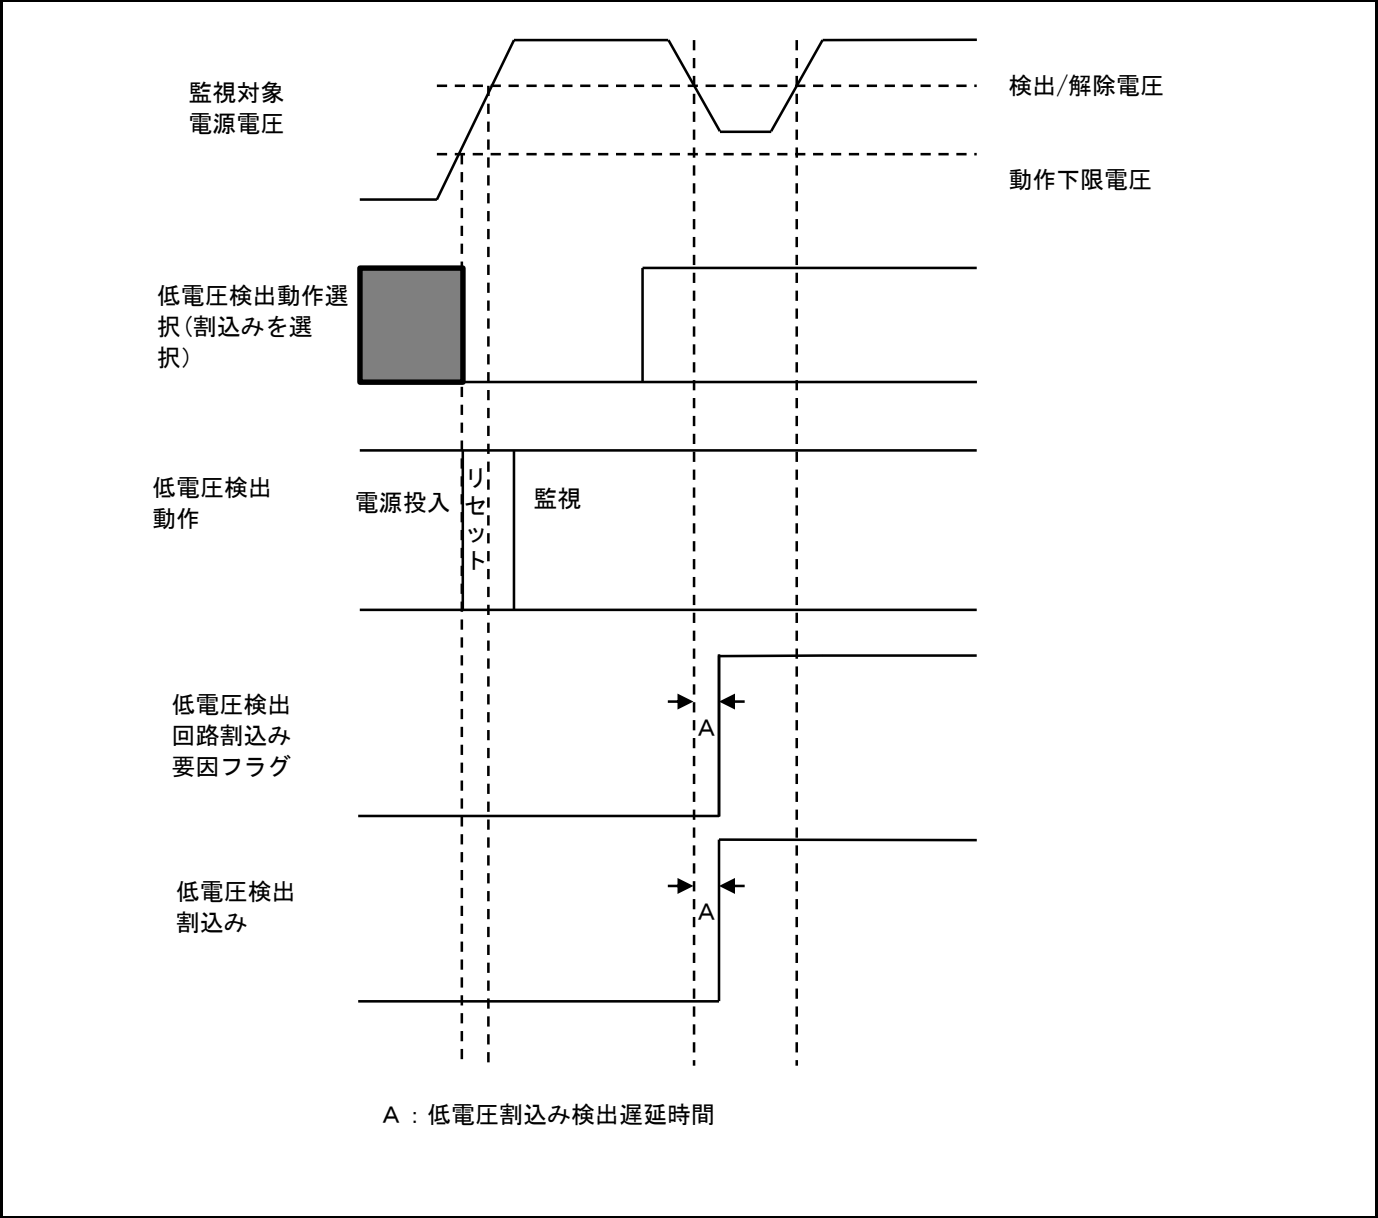 監視対象
電源電圧
検出/解除電圧
動作下限電圧
低電圧検出動作選
択(割込みを選
択)
低電圧検出
動作
電源投入
リセット
監視
低電圧検出
回路割込み
要因フラグ
A
低電圧検出
割込み
A
A : 低電圧割込み検出遅延時間